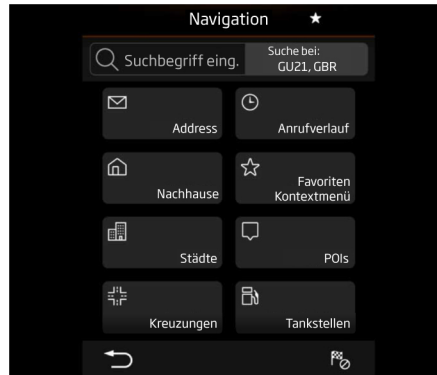 Navigation
Suchbegriff eing.
Suche bei:
GU21, GBR
Address
Anrufverlauf
Nachhause
Favoriten
Kontextmenü
Städte
POIs
Kreuzungen
Tankstellen